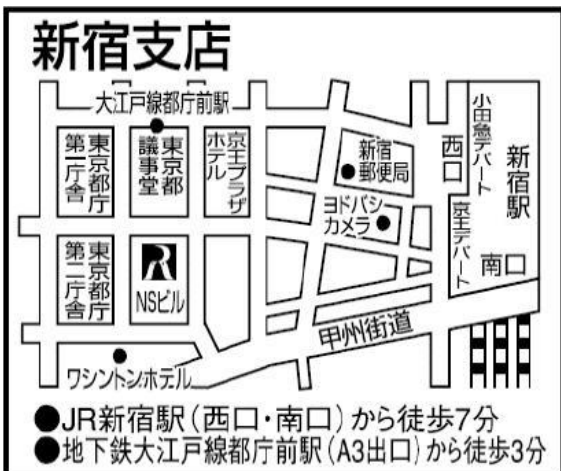 新宿支店
大江戸線都庁前駅
東京都庁
第一庁舎
東京都
議事堂
京王プラザ
ホテル
新宿
郵便局
西口
小田急デパート
新宿駅
ヨドバシ
カメラ
京王デパート
南口
東京都庁
第二庁舎
NSビル
甲州街道
ワシントンホテル
●JR新宿駅(西口・南口)から徒歩7分
●地下鉄大江戸線都庁前駅(A3出口)から徒歩3分